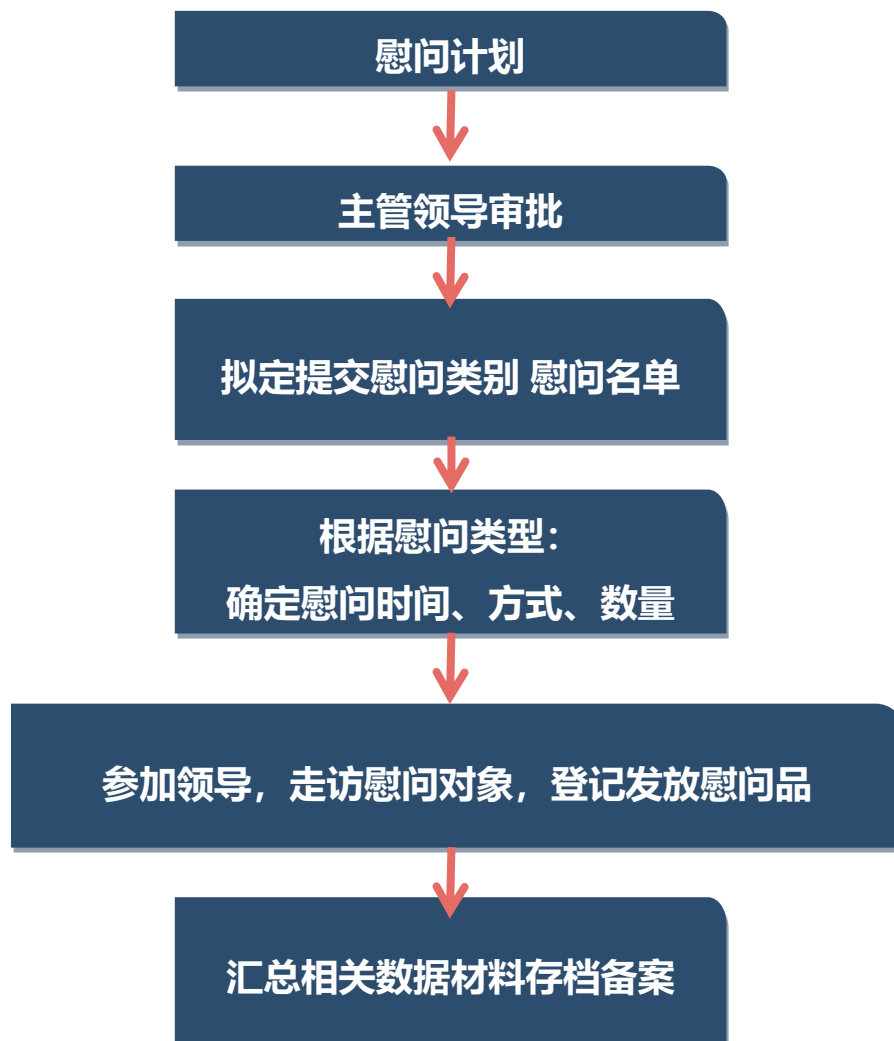 慰问计划
主管领导审批
拟定提交慰问类别 慰问名单
根据慰问类型：
确定慰问时间、方式、数量
参加领导，走访慰问对象，登记发放慰问品
汇总相关数据材料存档备案